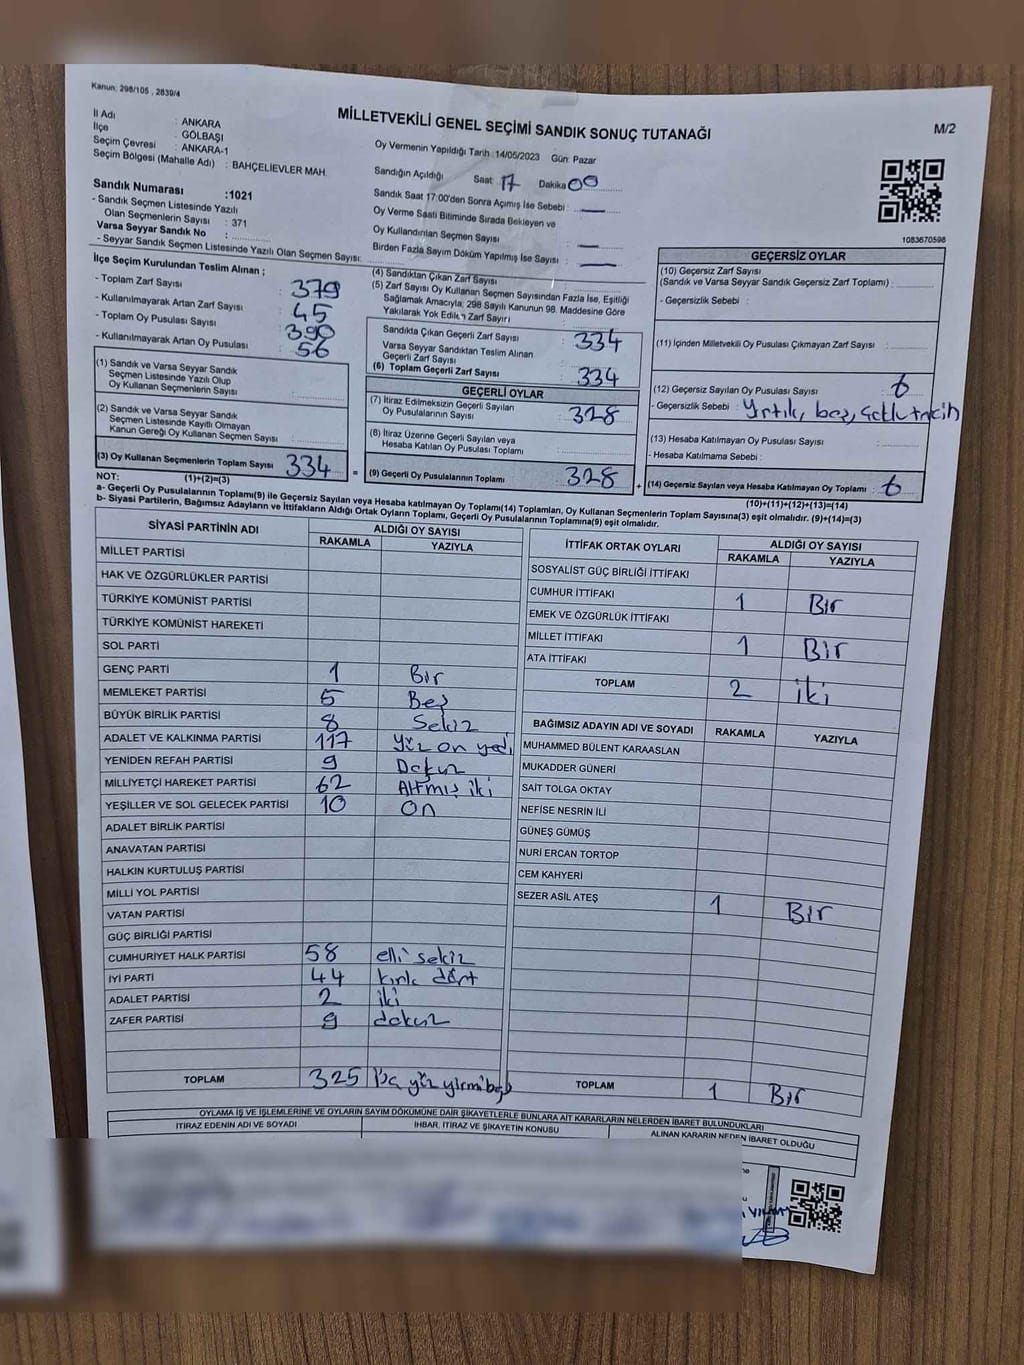 Kanun, 298/105 , 2839/4
MİLLETVEKİLİ GENEL SEÇİMİ SANDIK SONUÇ TUTANAĞI
M/2
İl Adı : ANKARA
İlçe : GÖLBAŞI
Seçim Çevresi : ANKARA-1
Seçim Bölgesi (Mahalle Adı) : BAHÇELİEVLER MAH.
Sandık Numarası :1021
- Sandık Seçmen Listesinde Yazılı
Olan Seçmenlerin Sayısı : 371
Varsa Seyyar Sandık No :
- Seyyar Sandık Seçmen Listesinde Yazılı Olan Seçmen Sayısı:
Oy Vermenin Yapıldığı Tarih :14/05/2023 Gün: Pazar
Sandığın Açıldığı Saat 17 Dakika 00
Sandık Saat 17:00'den Sonra Açımış İse Sebebi : —
Oy Verme Saati Bitiminde Sırada Bekleyen ve
Oy Kullandırılan Seçmen Sayısı : —
Birden Fazla Sayım Döküm Yapılmış İse Sayısı : —
1083670598
İlçe Seçim Kurulundan Teslim Alınan ;
- Toplam Zarf Sayısı : 379
- Kullanılmayarak Artan Zarf Sayısı : 45
- Toplam Oy Pusulası Sayısı : 390
- Kullanılmayarak Artan Oy Pusulası : 56
(1) Sandık ve Varsa Seyyar Sandık
Seçmen Listesinde Yazılı Olup
Oy Kullanan Seçmenlerin Sayısı :
(2) Sandık ve Varsa Seyyar Sandık
Seçmen Listesinde Kayıtlı Olmayan
Kanun Gereği Oy Kullanan Seçmen Sayısı :
(3) Oy Kullanan Seçmenlerin Toplam Sayısı 334
(1)+(2)=(3)
(4) Sandıktan Çıkan Zarf Sayısı :
(5) Zarf Sayısı Oy Kullanan Seçmen Sayısından Fazla İse, Eşitliği
Sağlamak Amacıyla; 298 Sayılı Kanunun 98. Maddesine Göre
Yakılarak Yok Edilen Zarf Sayısı :
Sandıkta Çıkan Geçerli Zarf Sayısı : 334
Varsa Seyyar Sandıktan Teslim Alınan
Geçerli Zarf Sayısı :
(6) Toplam Geçerli Zarf Sayısı : 334
GEÇERLİ OYLAR
(7) İtiraz Edilmeksizin Geçerli Sayılan
Oy Pusulalarının Sayısı : 328
(8) İtiraz Üzerine Geçerli Sayılan veya
Hesaba Katılan Oy Pusulası Toplamı :
= (9) Geçerli Oy Pusulalarının Toplamı : 328 +
GEÇERSİZ OYLAR
(10) Geçersiz Zarf Sayısı
(Sandık ve Varsa Seyyar Sandık Geçersiz Zarf Toplamı) :
- Geçersizlik Sebebi :
(11) İçinden Milletvekili Oy Pusulası Çıkmayan Zarf Sayısı :
(12) Geçersiz Sayılan Oy Pusulası Sayısı : 6
- Geçersizlik Sebebi : Yırtık, boş,
(13) Hesaba Katılmayan Oy Pusulası Sayısı :
- Hesaba Katılmama Sebebi :
(14) Geçersiz Sayılan veya Hesaba Katılmayan Oy Toplamı : 6
(10)+(11)+(12)+(13)=(14)
NOT:
a- Geçerli Oy Pusulalarının Toplamı(9) ile Geçersiz Sayılan veya Hesaba katılmayan Oy Toplamı(14) Toplamları, Oy Kullanan Seçmenlerin Toplam Sayısına(3) eşit olmalıdır. (9)+(14)=(3)
b- Siyasi Partilerin, Bağımsız Adayların ve İttifakların Aldığı Ortak Oyların Toplamı, Geçerli Oy Pusulalarının Toplamına(9) eşit olmalıdır.
SİYASİ PARTİNİN ADI ALDIĞI OY SAYISI
RAKAMLA YAZIYLA
MİLLET PARTİSİ
HAK VE ÖZGÜRLÜKLER PARTİSİ
TÜRKİYE KOMÜNİST PARTİSİ
TÜRKİYE KOMÜNİST HAREKETİ
SOL PARTİ
GENÇ PARTİ 1 Bir
MEMLEKET PARTİSİ 5 Beş
BÜYÜK BİRLİK PARTİSİ 8 Sekiz
ADALET VE KALKINMA PARTİSİ 117 Yüz on yedi
YENİDEN REFAH PARTİSİ 9 Dokuz
MİLLİYETÇİ HAREKET PARTİSİ 62 Altmış iki
YEŞİLLER VE SOL GELECEK PARTİSİ 10 On
ADALET BİRLİK PARTİSİ
ANAVATAN PARTİSİ
HALKIN KURTULUŞ PARTİSİ
MİLLİ YOL PARTİSİ
VATAN PARTİSİ
GÜÇ BİRLİĞİ PARTİSİ
CUMHURİYET HALK PARTİSİ 58 elli sekiz
İYİ PARTİ 44 kırk dört
ADALET PARTİSİ 2 iki
ZAFER PARTİSİ 9 dokuz
TOPLAM 325 yüz yirmibeş
İTTİFAK ORTAK OYLARI ALDIĞI OY SAYISI
RAKAMLA YAZIYLA
SOSYALİST GÜÇ BİRLİĞİ İTTİFAKI
CUMHUR İTTİFAKI 1 Bir
EMEK VE ÖZGÜRLÜK İTTİFAKI
MİLLET İTTİFAKI 1 Bir
ATA İTTİFAKI
TOPLAM 2 iki
BAĞIMSIZ ADAYIN ADI VE SOYADI RAKAMLA YAZIYLA
MUHAMMED BÜLENT KARAASLAN
MUKADDER GÜNERİ
SAİT TOLGA OKTAY
NEFİSE NESRİN İLİ
GÜNEŞ GÜMÜŞ
NURİ ERCAN TORTOP
CEM KAHYERİ
SEZER ASİL ATEŞ 1 Bir
TOPLAM 1 Bir
OYLAMA İŞ VE İŞLEMLERİNE VE OYLARIN SAYIM DÖKÜMÜNE DAİR ŞİKAYETLERLE BUNLARA AİT KARARLARIN NELERDEN İBARET BULUNDUKLARI
İTİRAZ EDENİN ADI VE SOYADI İHBAR, İTİRAZ VE ŞİKAYETİN KONUSU ALINAN KARARIN NEDEN İBARET OLDUĞU